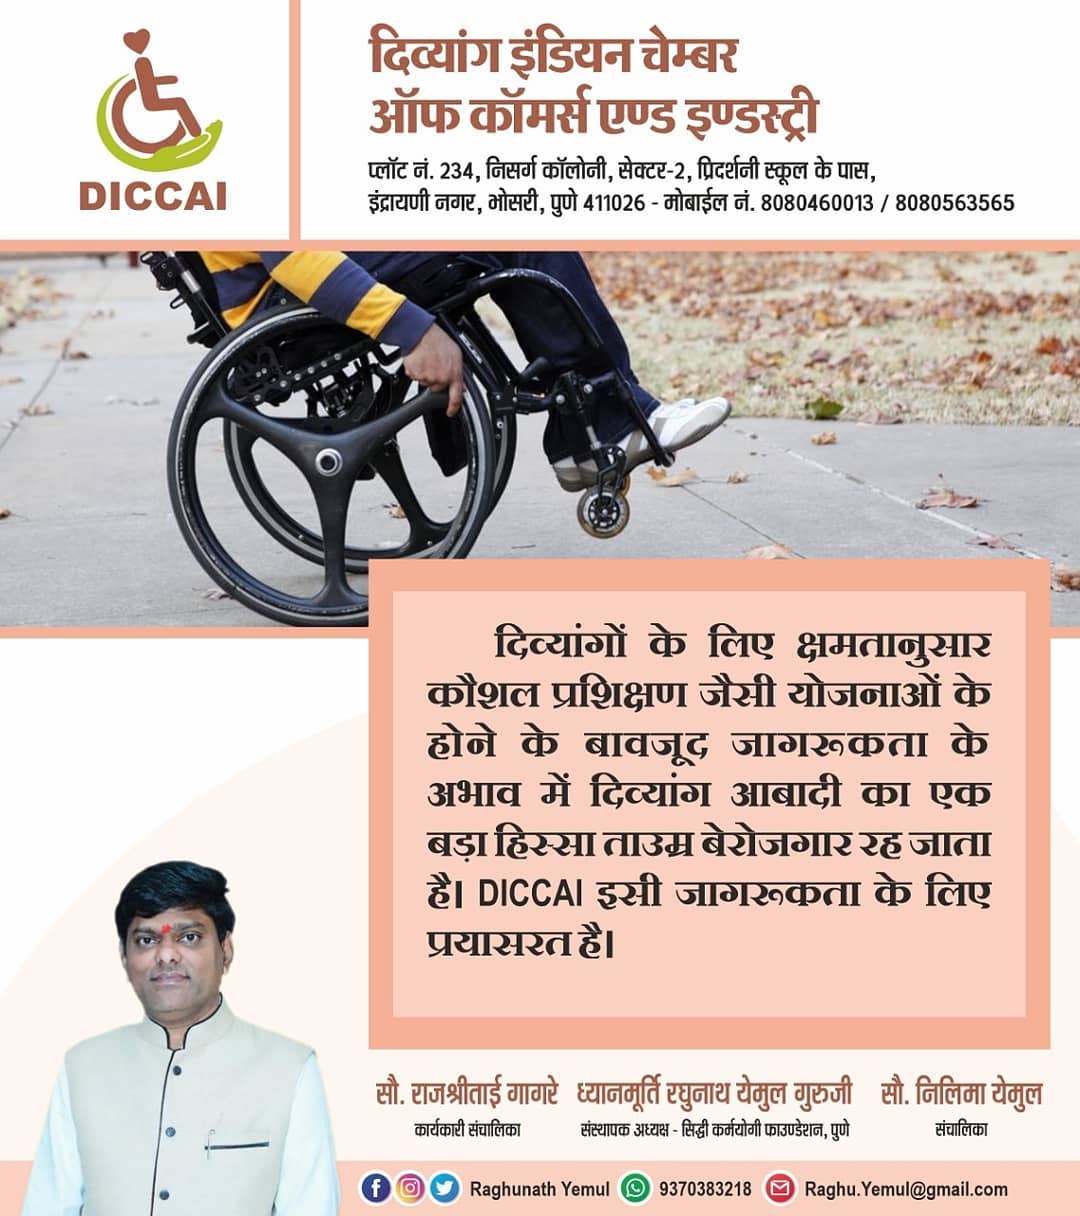 DICCAI
दिव्यांग इंडियन चेम्बर
ऑफ कॉमर्स एण्ड इण्डस्ट्री
प्लॉट नं. 234, निसर्ग कॉलोनी, सेक्टर-2, प्रिदर्शनी स्कूल के पास,
इंद्रायणी नगर, भोसरी, पुणे 411026 - मोबाईल नं. 8080460013 / 8080563565
दिव्यांगों के लिए क्षमतानुसार
कौशल प्रशिक्षण जैसी योजनाओं के
होने के बावजूद जागरूकता के
अभाव में दिव्यांग आबादी का एक
बड़ा हिस्सा ताउम्र बेरोजगार रह जाता
है। DICCAI इसी जागरूकता के लिए
प्रयासरत है।
सौ. राजश्रीताई गागरे ध्यानमूर्ति रघुनाथ येमुल गुरुजी सौ. निलिमा येमुल
कार्यकारी संचालिका संस्थापक अध्यक्ष - सिद्धी कर्मयोगी फाउण्डेशन, पुणे संचालिका
Raghunath Yemul 9370383218 Raghu.Yemul@gmail.com